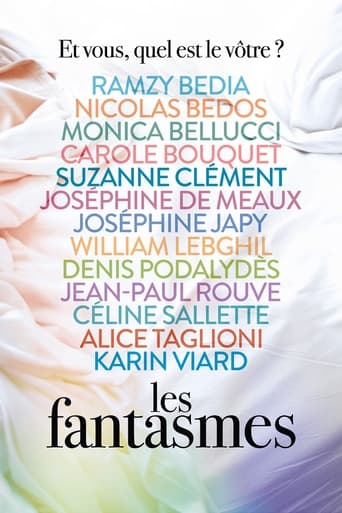 Et vous, quel est le vôtre ?
RAMZY BEDIA
NICOLAS BEDOS
MONICA BELLUCCI
CAROLE BOUQUET
SUZANNE CLÉMENT
JOSÉPHINE DE MEAUX
JOSÉPHINE JAPY
WILLIAM LEBGHIL
DENIS PODALYDÈS
JEAN-PAUL ROUVE
CÉLINE SALLETTE
ALICE TAGLIONI
KARIN VIARD
les
fantasmes